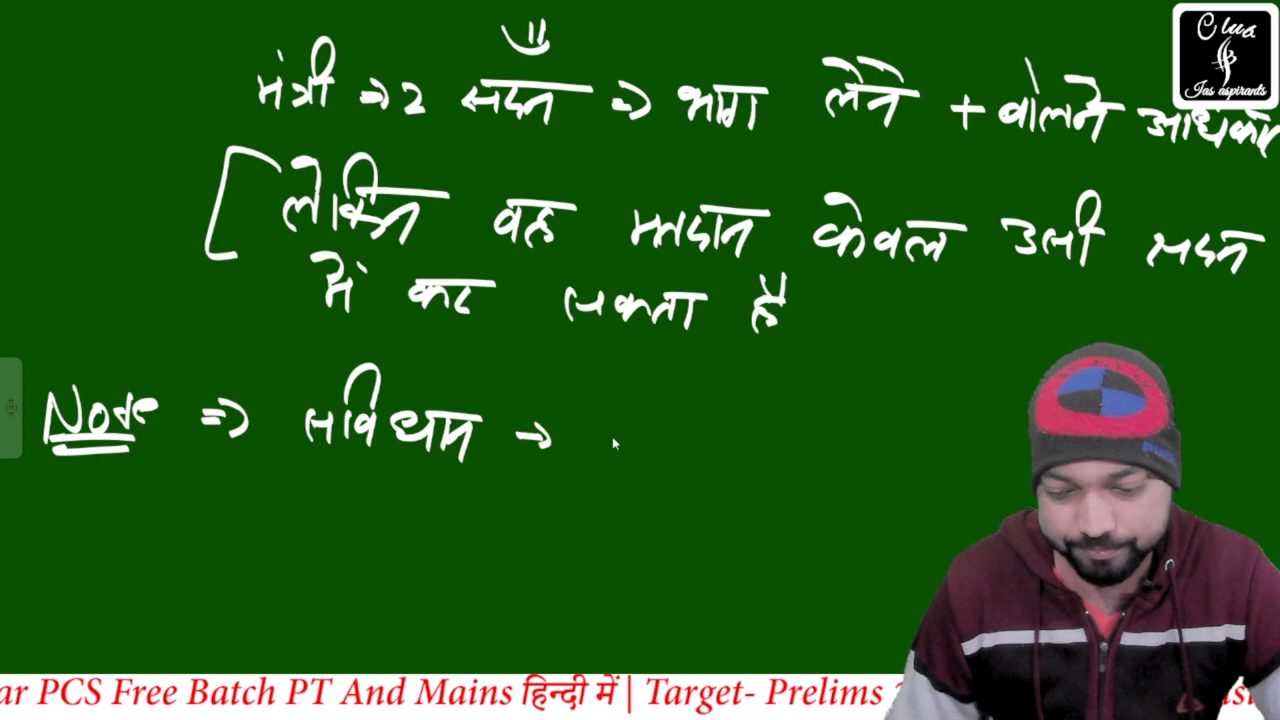 Clua
Ias aspirants
मंत्री => 2 सदन => भाग लेने + बोलने अधिकार
[ लेकिन वह मतदान केवल उसी सदन
में कर सकता है
Note => संविधान →
ar PCS Free Batch PT And Mains हिन्दी में | Target- Prelims